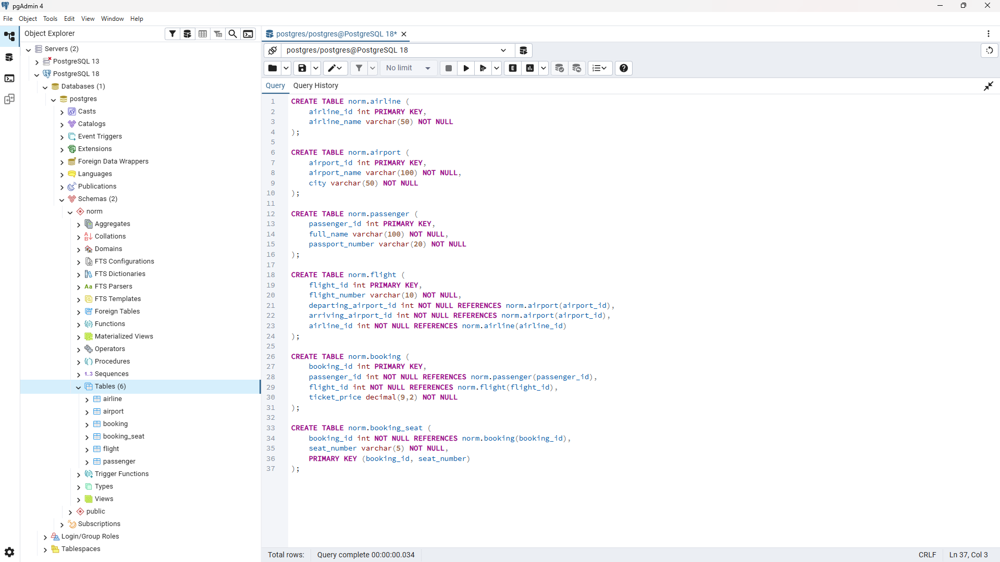 pgAdmin 4
File Object Tools Edit View Window Help
Object Explorer
Servers (2)
PostgreSQL 13
PostgreSQL 18
Databases (1)
postgres
Casts
Catalogs
Event Triggers
Extensions
Foreign Data Wrappers
Languages
Publications
Schemas (2)
norm
Aggregates
Collations
Domains
FTS Configurations
FTS Dictionaries
Aa FTS Parsers
FTS Templates
Foreign Tables
Functions
Materialized Views
Operators
Procedures
1..3 Sequences
Tables (6)
airline
airport
booking
booking_seat
flight
passenger
Trigger Functions
Types
Views
public
Subscriptions
Login/Group Roles
Tablespaces
postgres/postgres@PostgreSQL 18*
postgres/postgres@PostgreSQL 18
No limit
E
Query Query History
1 CREATE TABLE norm.airline (
2 airline_id int PRIMARY KEY,
3 airline_name varchar(50) NOT NULL
4 );
5
6 CREATE TABLE norm.airport (
7 airport_id int PRIMARY KEY,
8 airport_name varchar(100) NOT NULL,
9 city varchar(50) NOT NULL
10 );
11
12 CREATE TABLE norm.passenger (
13 passenger_id int PRIMARY KEY,
14 full_name varchar(100) NOT NULL,
15 passport_number varchar(20) NOT NULL
16 );
17
18 CREATE TABLE norm.flight (
19 flight_id int PRIMARY KEY,
20 flight_number varchar(10) NOT NULL,
21 departing_airport_id int NOT NULL REFERENCES norm.airport(airport_id),
22 arriving_airport_id int NOT NULL REFERENCES norm.airport(airport_id),
23 airline_id int NOT NULL REFERENCES norm.airline(airline_id)
24 );
25
26 CREATE TABLE norm.booking (
27 booking_id int PRIMARY KEY,
28 passenger_id int NOT NULL REFERENCES norm.passenger(passenger_id),
29 flight_id int NOT NULL REFERENCES norm.flight(flight_id),
30 ticket_price decimal(9,2) NOT NULL
31 );
32
33 CREATE TABLE norm.booking_seat (
34 booking_id int NOT NULL REFERENCES norm.booking(booking_id),
35 seat_number varchar(5) NOT NULL,
36 PRIMARY KEY (booking_id, seat_number)
37 );
Total rows: Query complete 00:00:00.034 CRLF Ln 37, Col 3